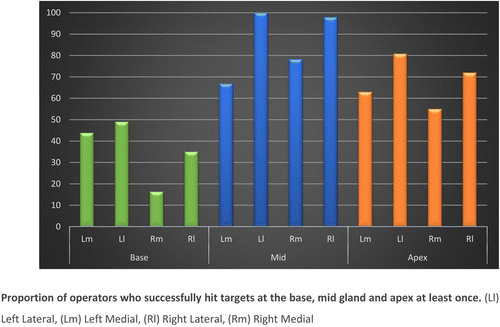 100
90
80
70
60
50
40
30
20
10
0
Lm Ll Rm Rl Lm Ll Rm Rl Lm Ll Rm Rl
Base Mid Apex
Proportion of operators who successfully hit targets at the base, mid gland and apex at least once. (Ll)
Left Lateral, (Lm) Left Medial, (Rl) Right Lateral, (Rm) Right Medial